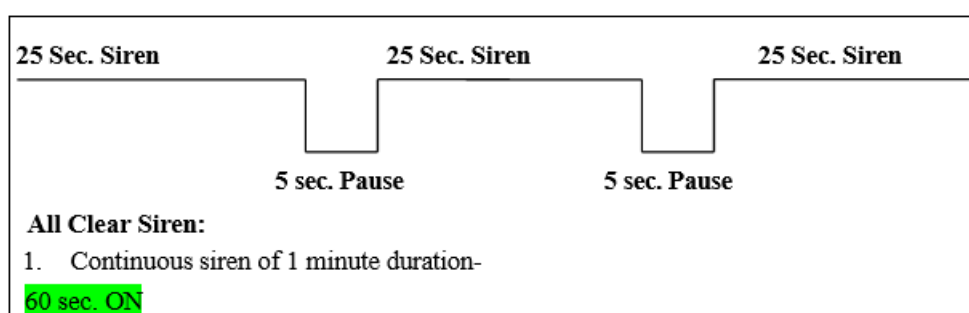 25 Sec. Siren 25 Sec. Siren 25 Sec. Siren
5 sec. Pause 5 sec. Pause
All Clear Siren:
1. Continuous siren of 1 minute duration-
60 sec. ON